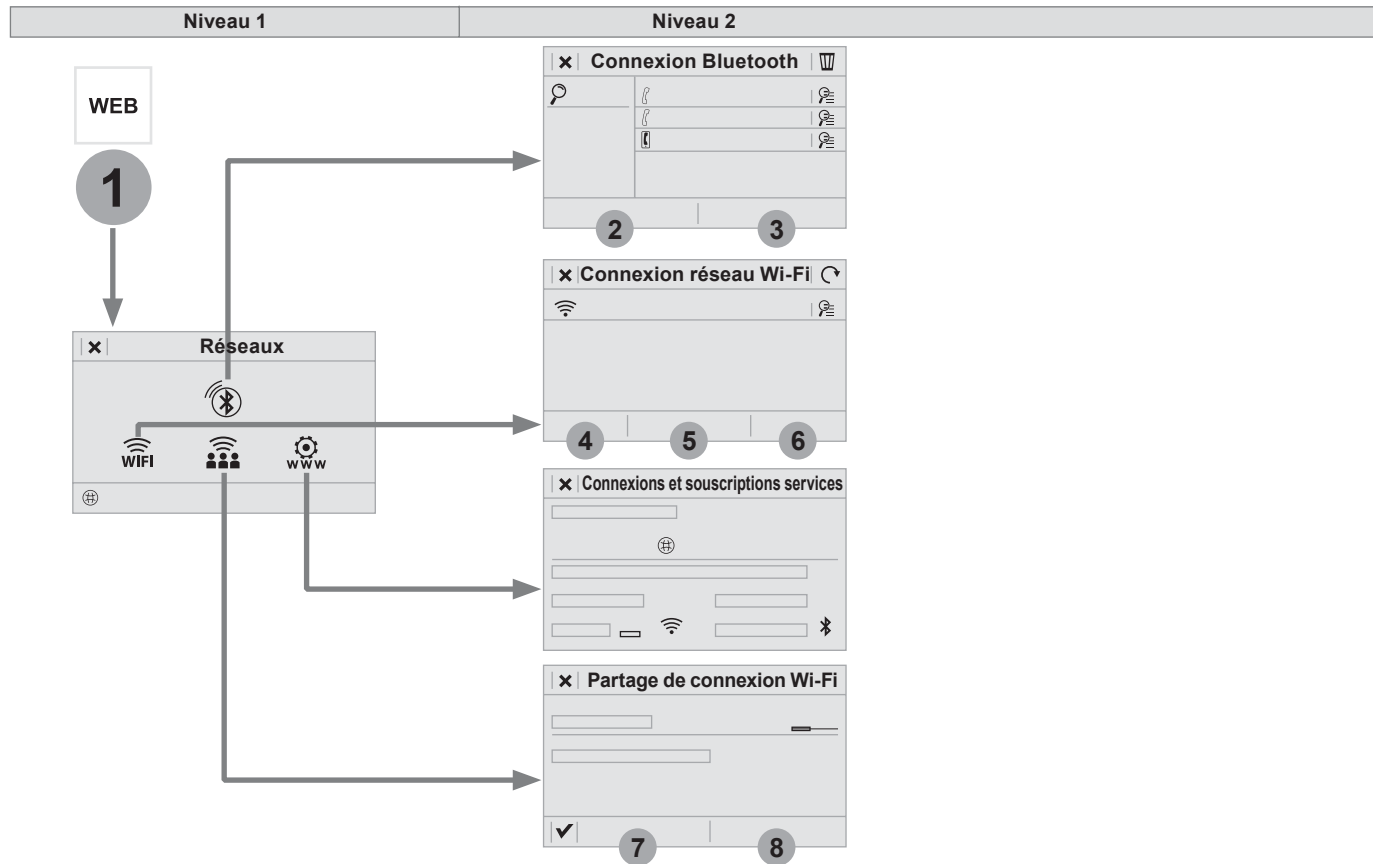 Niveau 1
Niveau 2
WEB
1
Connexion Bluetooth
2
3
Connexion réseau Wi-Fi
Réseaux
WIFI
www
4
5
6
Connexions et souscriptions services
Partage de connexion Wi-Fi
7
8